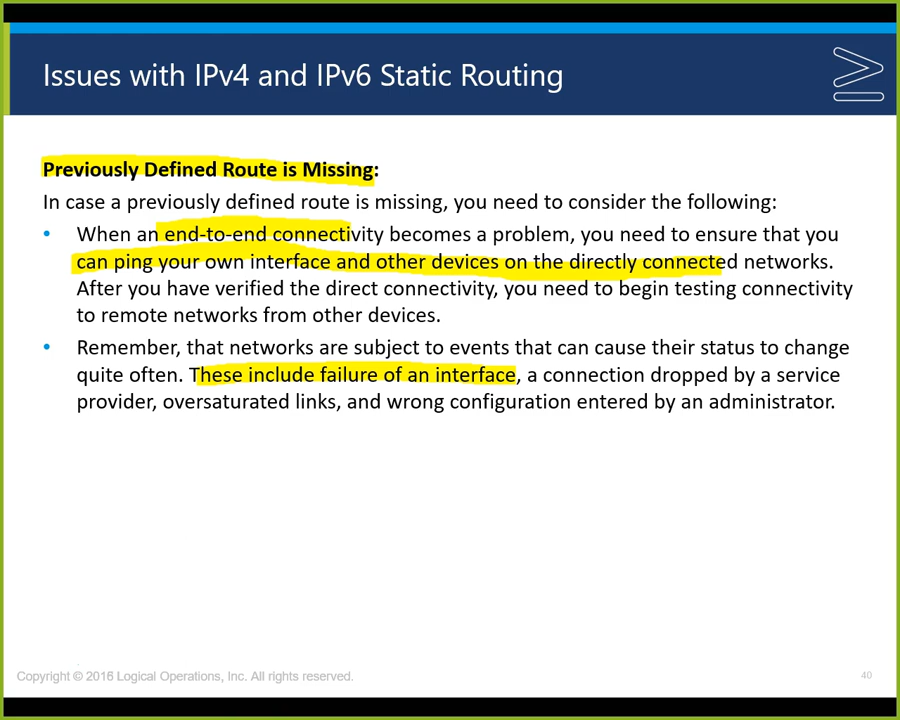 Issues with IPv4 and IPv6 Static Routing
Previously Defined Route is Missing:
In case a previously defined route is missing, you need to consider the following:
• When an end-to-end connectivity becomes a problem, you need to ensure that you
can ping your own interface and other devices on the directly connected networks.
After you have verified the direct connectivity, you need to begin testing connectivity
to remote networks from other devices.
• Remember, that networks are subject to events that can cause their status to change
quite often. These include failure of an interface, a connection dropped by a service
provider, oversaturated links, and wrong configuration entered by an administrator.
Copyright © 2016 Logical Operations, Inc. All rights reserved.
40